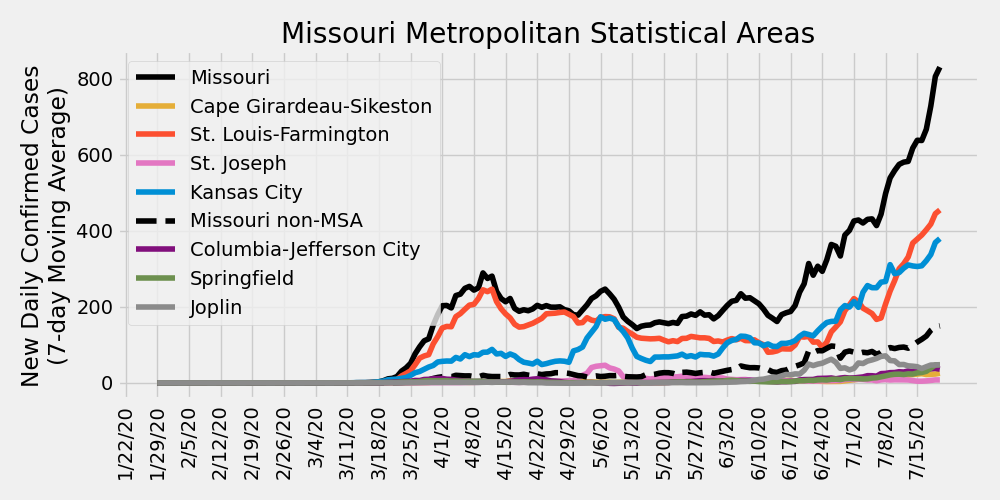 Missouri Metropolitan Statistical Areas
New Daily Confirmed Cases
(7-day Moving Average)
800
600
400
200
0
Missouri
Cape Girardeau-Sikeston
St. Louis-Farmington
St. Joseph
Kansas City
Missouri non-MSA
Columbia-Jefferson City
Springfield
Joplin
1/22/20
1/29/20
2/5/20
2/12/20
2/19/20
2/26/20
3/4/20
3/11/20
3/18/20
3/25/20
4/1/20
4/8/20
4/15/20
4/22/20
4/29/20
5/6/20
5/13/20
5/20/20
5/27/20
6/3/20
6/10/20
6/17/20
6/24/20
7/1/20
7/8/20
7/15/20